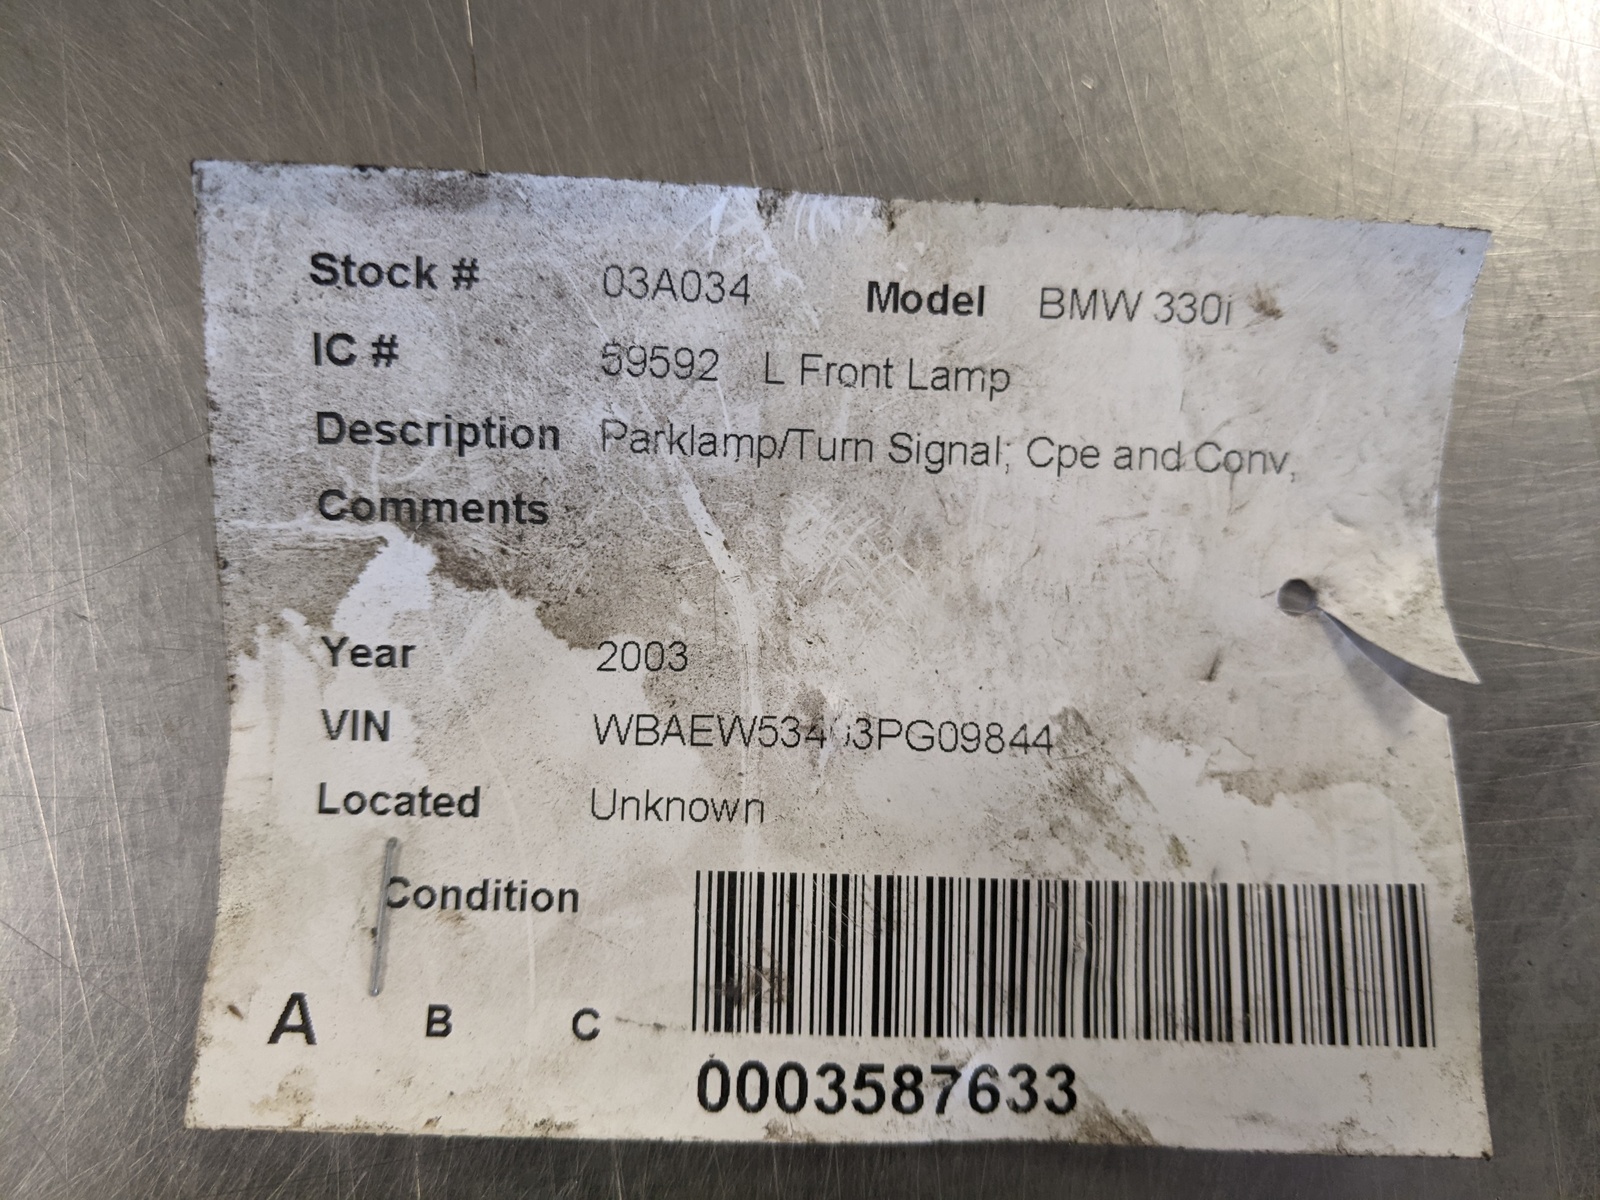 Stock # 03A034 Model BMW 330i
IC # 59592 L Front Lamp
Description Parklamp/Turn Signal; Cpe and Conv,
Comments
Year 2003
VIN WBAEW53403PG09844
Located Unknown
Condition
A B C
0003587633